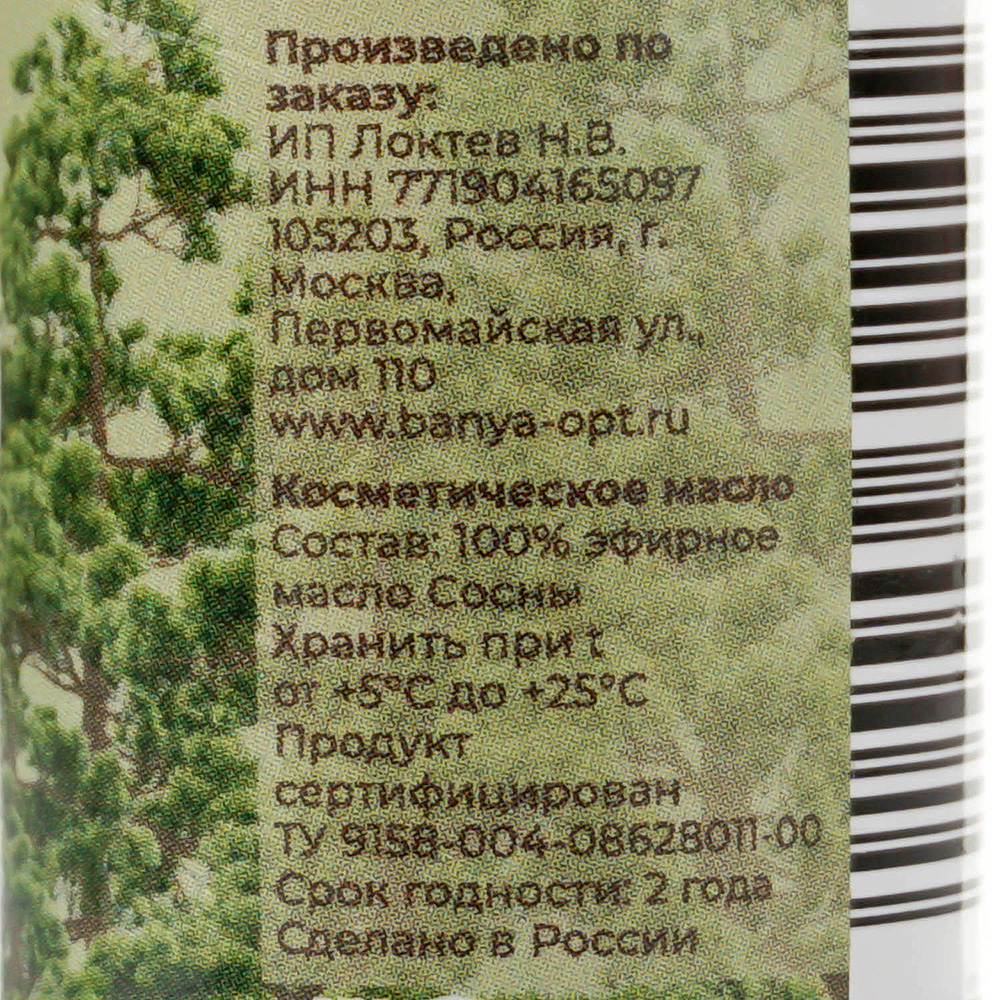 Произведено по
заказу:
ИП Локтев Н.В.
ИНН 771904165097
105203, Россия, г.
Москва,
Первомайская ул.,
дом 110
www.banya-opt.ru
Косметическое масло
Состав: 100% эфирное
масло Сосны
Хранить при t
от +5°С до +25°С
Продукт
сертифицирован
ТУ 9158-004-08628011-00
Срок годности: 2 года
Сделано в России